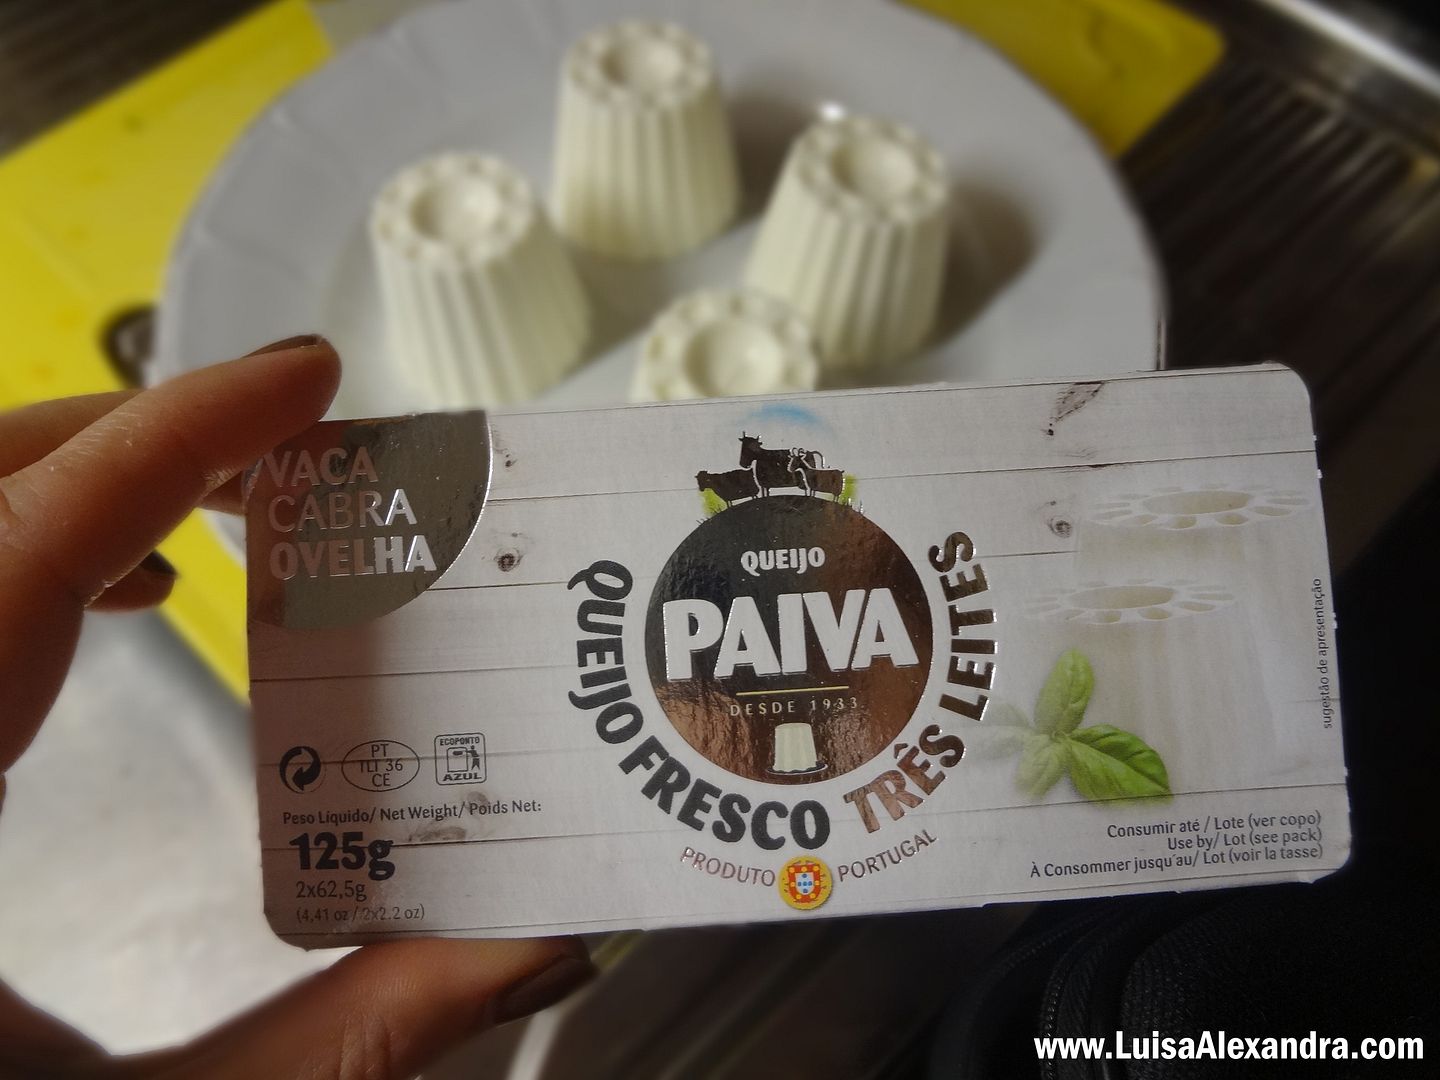 VACA
CABRA
OVELHA
QUEIJO
PAIVA
DESDE 1933
QUEIJO FRESCO TRÊS LEITES
PRODUTO PORTUGAL
PT
TLT 36
CE
ECOPONTO
AZUL
Peso Líquido/ Net Weight/ Poids Net:
125g
2x62,5g
(4,41 oz / 2x2.2 oz)
sugestão de apresentação
Consumir até / Lote (ver copo)
Use by/ Lot (see pack)
À Consommer jusqu'au/ Lot (voir la tasse)
www.LuisaAlexandra.com